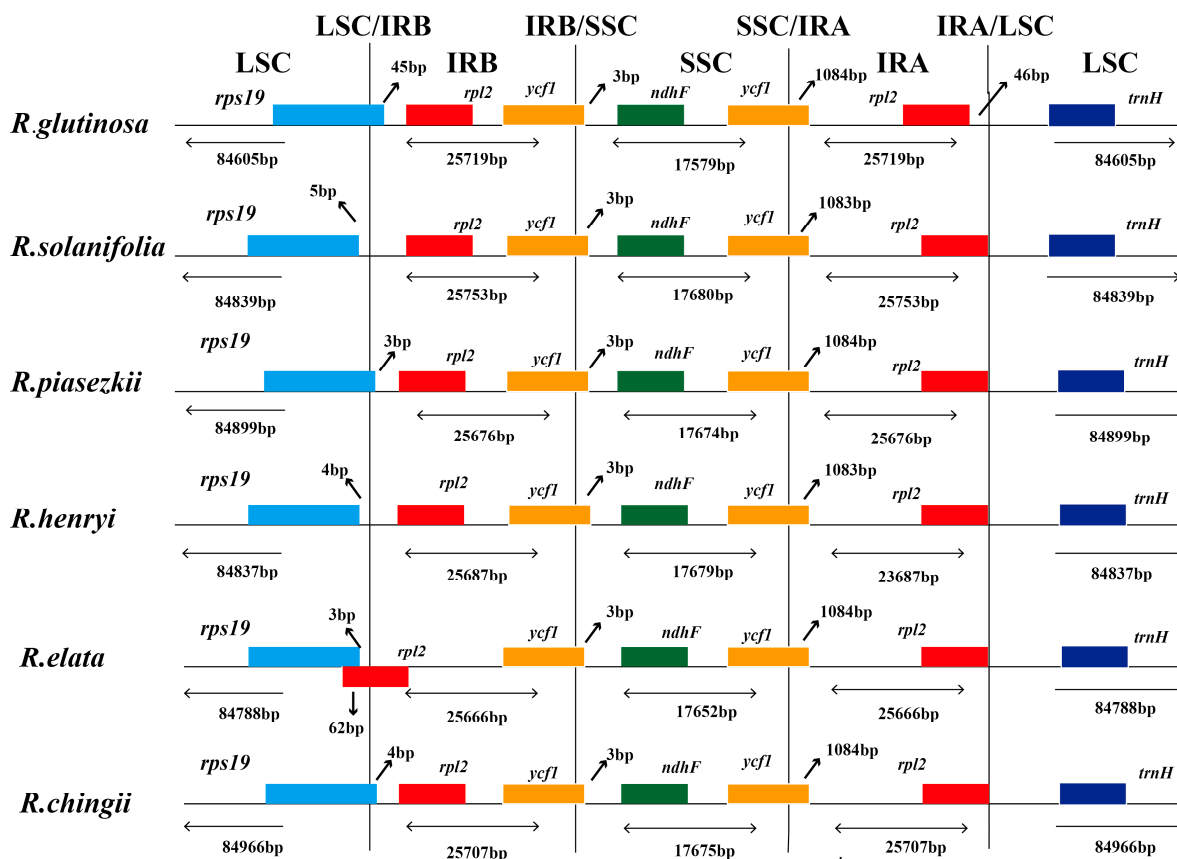 LSC/IRB IRB/SSC SSC/IRA IRA/LSC
LSC IRB SSC IRA LSC
45bp 3bp 1084bp 46bp
rps19 rpl2 ycf1 ndhF ycf1 rpl2 trnH
R.glutinosa
84605bp 25719bp 17579bp 25719bp 84605bp
5bp 3bp 1083bp
rps19 rpl2 ycf1 ndhF ycf1 rpl2 trnH
R.solanifolia
84839bp 25753bp 17680bp 25753bp 84839bp
3bp 3bp 1084bp
rps19 rpl2 ycf1 ndhF ycf1 rpl2 trnH
R.piasezkii
84899bp 25676bp 17674bp 25676bp 84899bp
4bp 3bp 1083bp
rps19 rpl2 ycf1 ndhF ycf1 rpl2 trnH
R.henryi
84837bp 25687bp 17679bp 23687bp 84837bp
3bp 3bp 1084bp
rps19 rpl2 ycf1 ndhF ycf1 rpl2 trnH
R.elata
84788bp 62bp 25666bp 17652bp 25666bp 84788bp
4bp 3bp 1084bp
rps19 rpl2 ycf1 ndhF ycf1 rpl2 trnH
R.chingii
84966bp 25707bp 17675bp 25707bp 84966bp